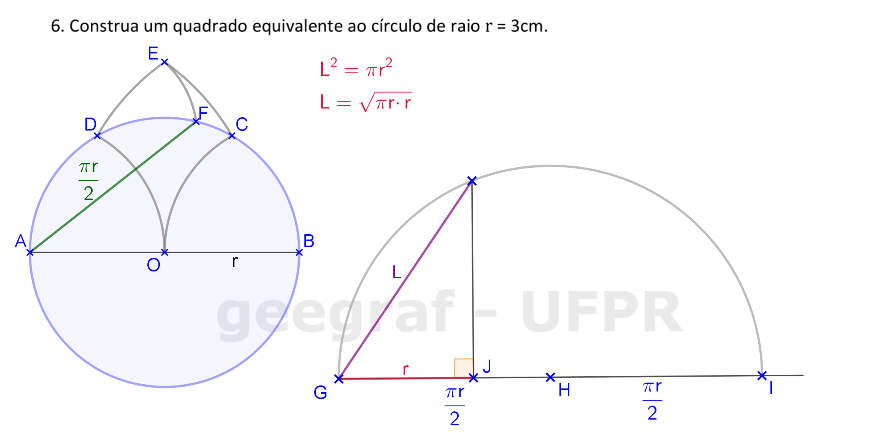 6. Construa um quadrado equivalente ao círculo de raio r = 3cm.
E
L² = πr²
L = √πr· r
D
F
C
πr
2
A
B
O
r
L
geegraf - UFPR
r
J
G
πr
2
H
πr
2
I